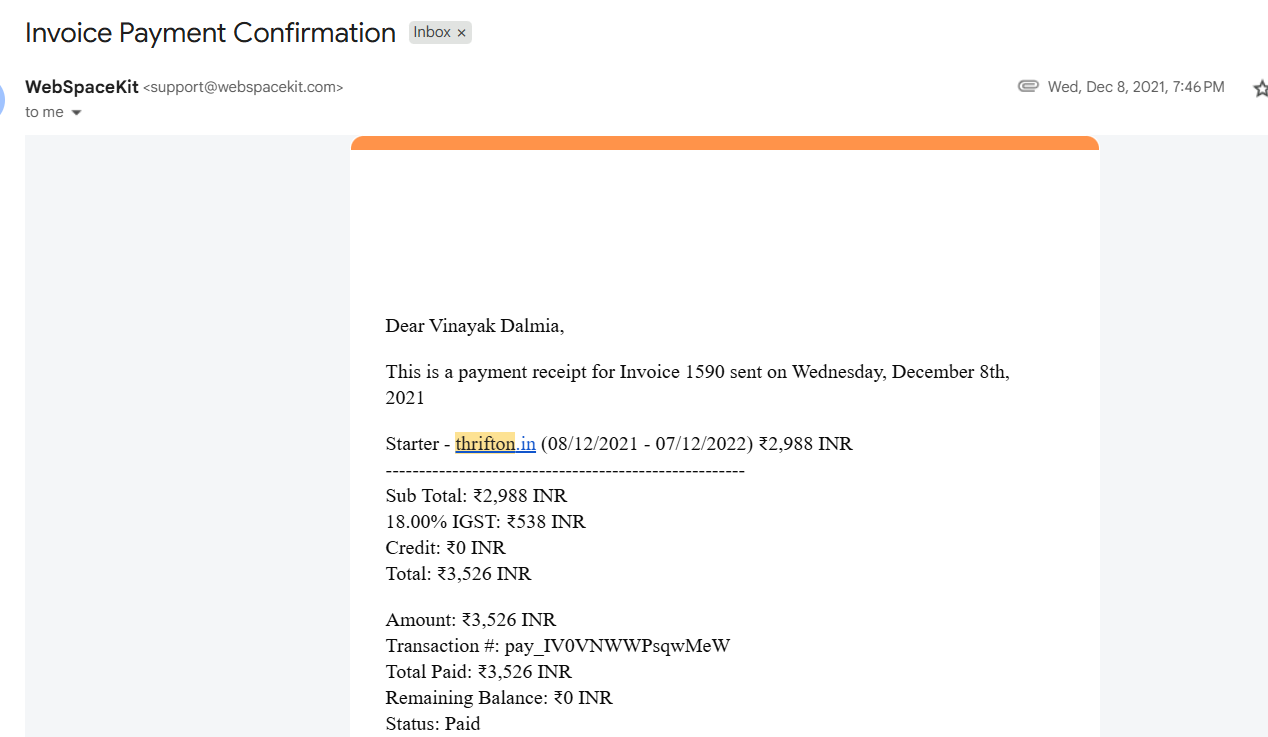 Invoice Payment Confirmation Inbox ×
WebSpaceKit <support@webspacekit.com> Wed, Dec 8, 2021, 7:46 PM
to me
Dear Vinayak Dalmia,
This is a payment receipt for Invoice 1590 sent on Wednesday, December 8th,
2021
Starter - thrifton.in (08/12/2021 - 07/12/2022) ₹2,988 INR
------------------------------------------------------
Sub Total: ₹2,988 INR
18.00% IGST: ₹538 INR
Credit: ₹0 INR
Total: ₹3,526 INR
Amount: ₹3,526 INR
Transaction #: pay_IV0VNWWPsqwMeW
Total Paid: ₹3,526 INR
Remaining Balance: ₹0 INR
Status: Paid